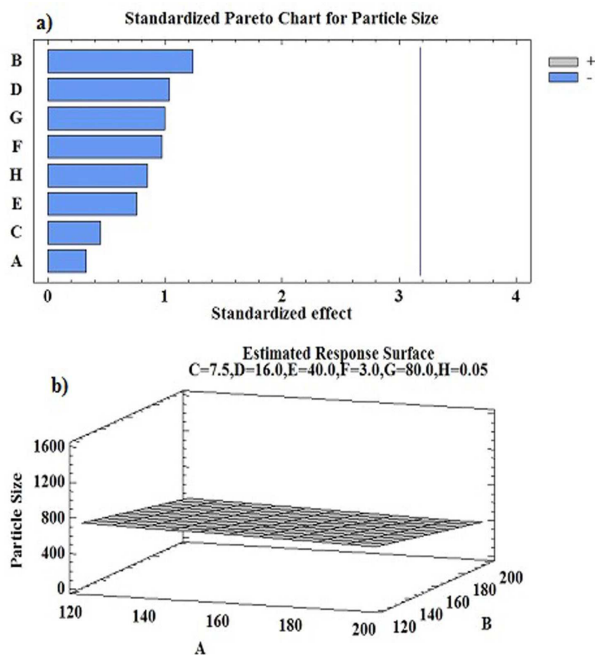 a)
Standardized Pareto Chart for Particle Size
B
D
G
F
H
E
C
A
+
-
0 1 2 3 4
Standardized effect
b)
Estimated Response Surface
C=7.5,D=16.0,E=40.0,F=3.0,G=80.0,H=0.05
Particle Size
1600
1200
800
400
0
120 140 160 180 200
A
120 140 160 180 200
B